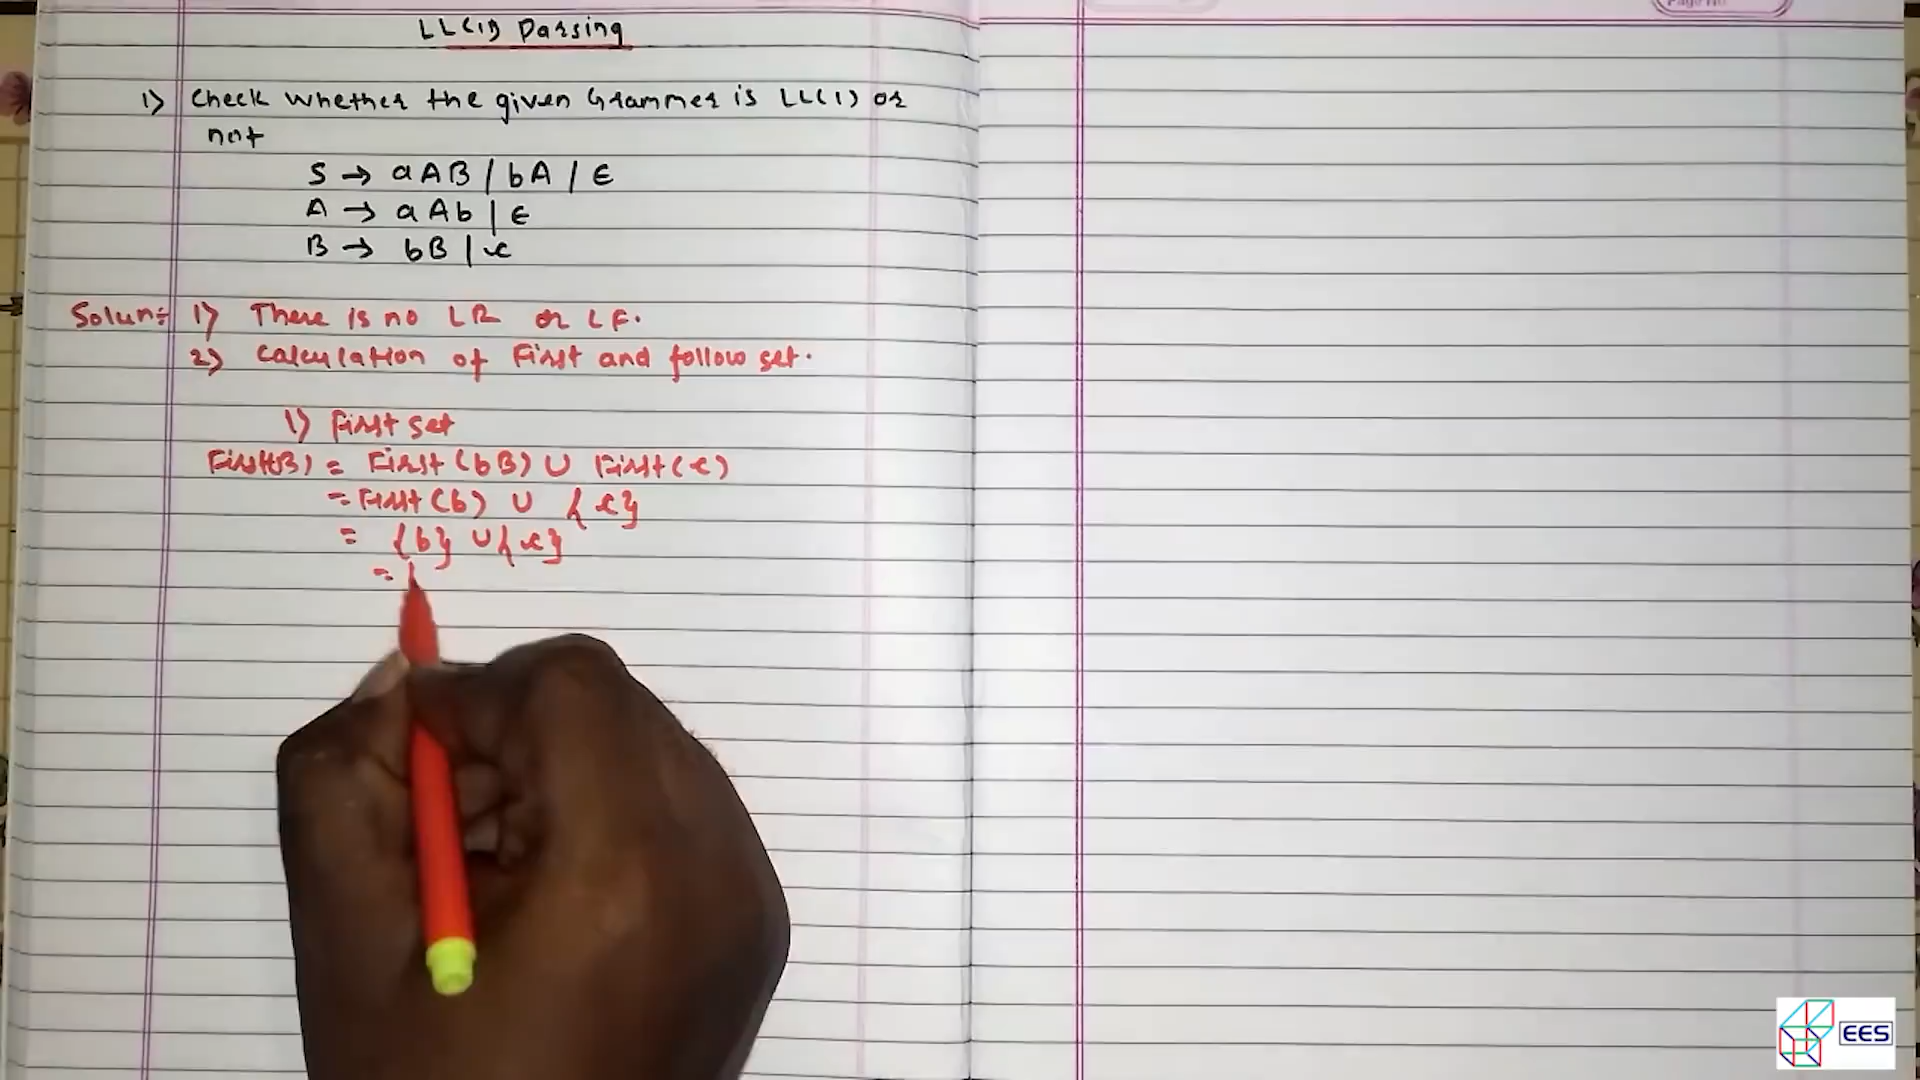 LL(1) Parsing
1) Check whether the given Grammer is LL(1) or
not
S → aAB / bA / ε
A → aAb | ε
B → bB | ε
Solun:- 1) There is no LR or LF.
2) Calculation of First and follow set.
1) First set
First(B) = First(bB) ∪ First(ε)
= First(b) ∪ {ε}
= {b} ∪ {ε}
=
Page No
EES